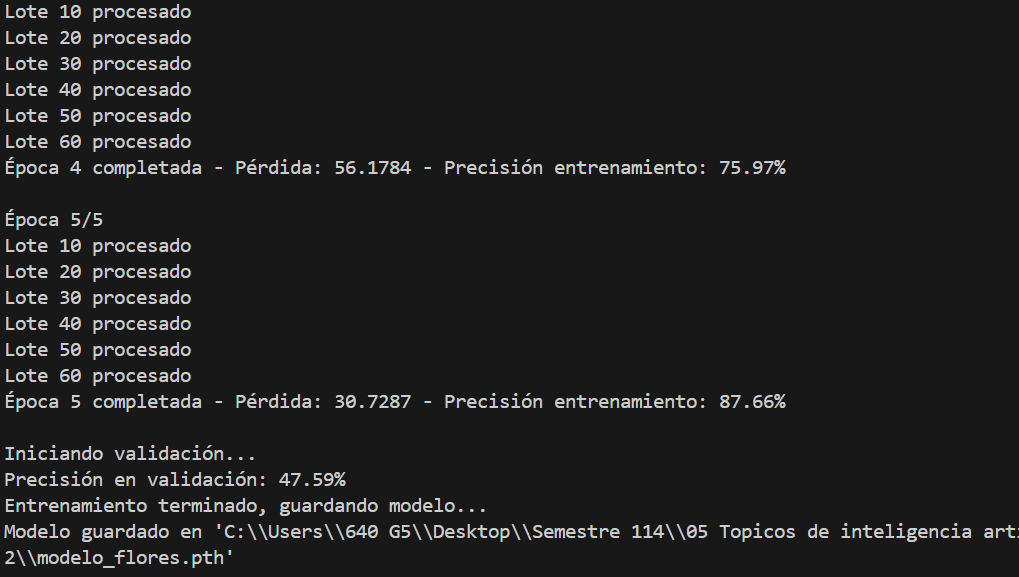 Lote 10 procesado
Lote 20 procesado
Lote 30 procesado
Lote 40 procesado
Lote 50 procesado
Lote 60 procesado
Época 4 completada - Pérdida: 56.1784 - Precisión entrenamiento: 75.97%
Época 5/5
Lote 10 procesado
Lote 20 procesado
Lote 30 procesado
Lote 40 procesado
Lote 50 procesado
Lote 60 procesado
Época 5 completada - Pérdida: 30.7287 - Precisión entrenamiento: 87.66%
Iniciando validación...
Precisión en validación: 47.59%
Entrenamiento terminado, guardando modelo...
Modelo guardado en 'C:\\Users\\640 G5\\Desktop\\Semestre 114\\05 Topicos de inteligencia art
2\\modelo_flores.pth'